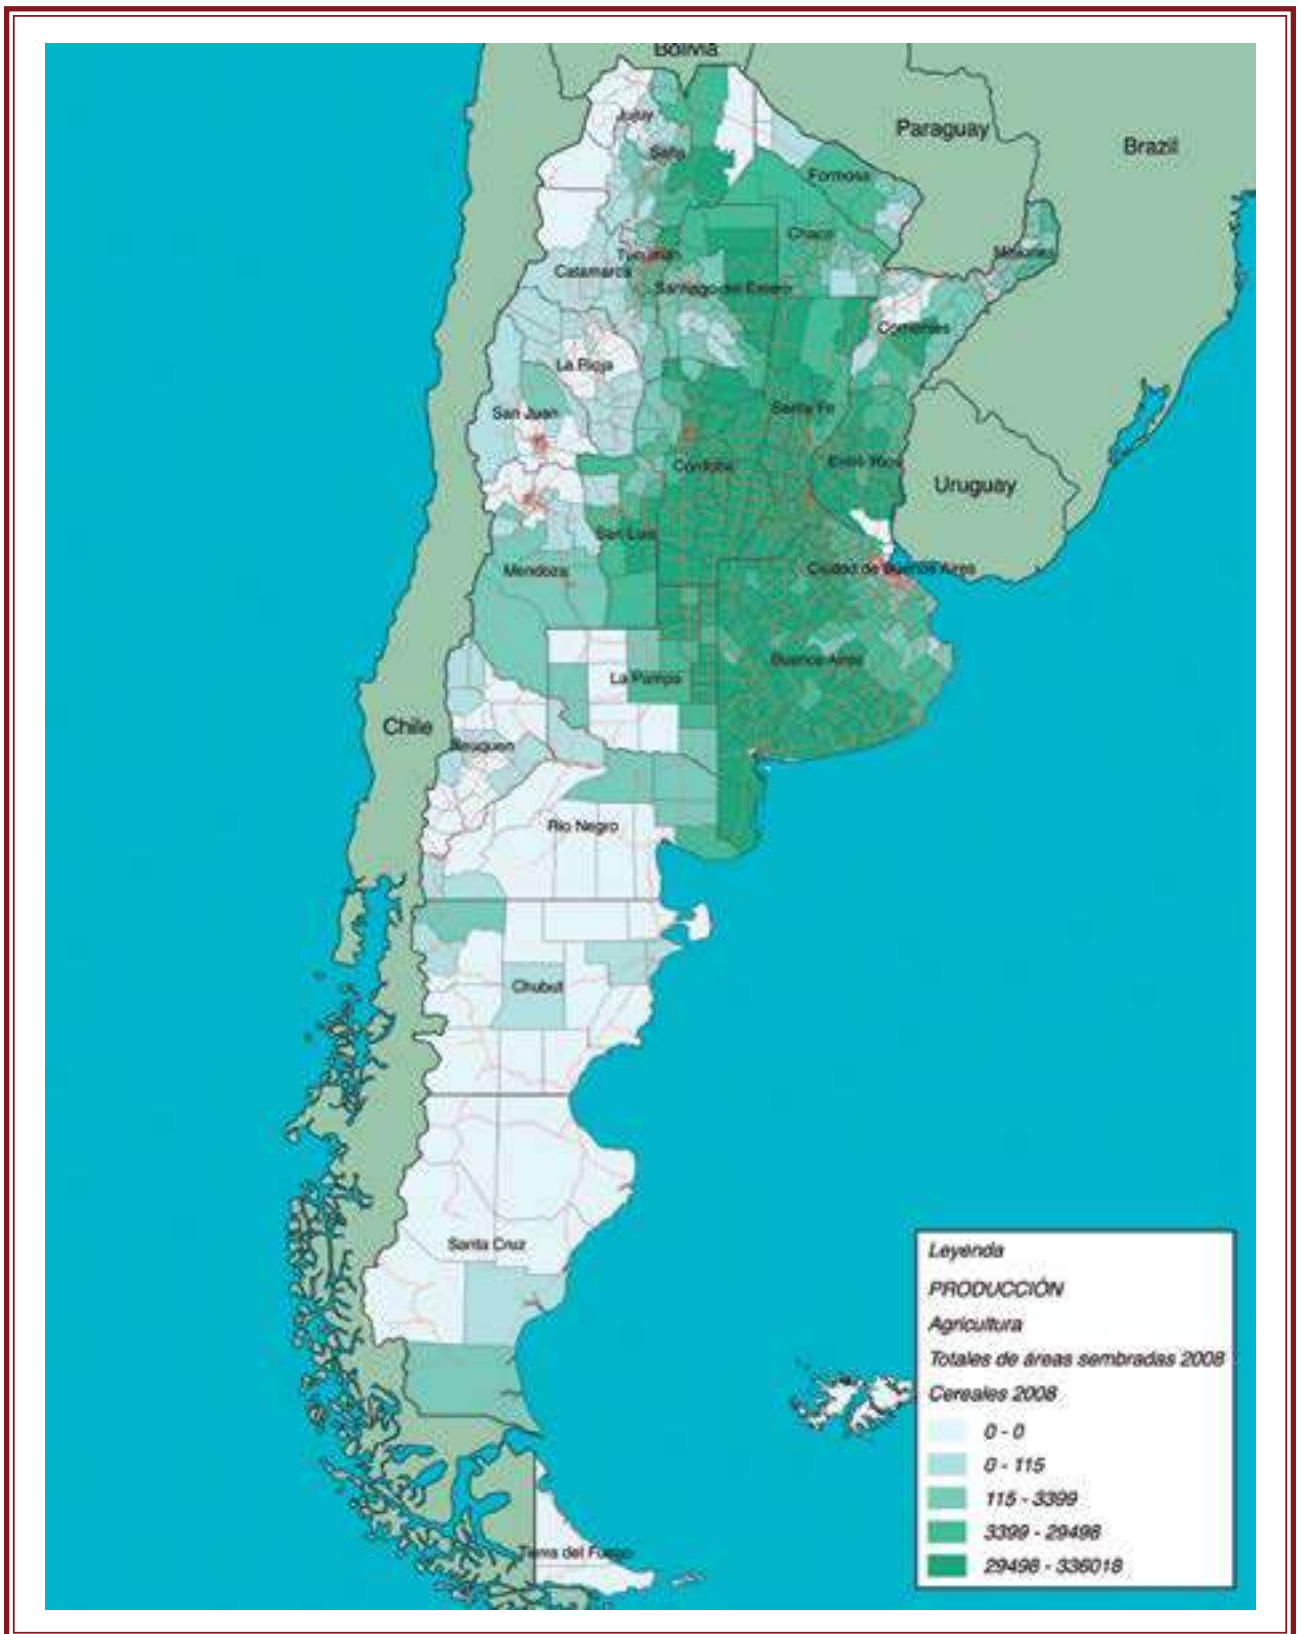 Bolivia
Paraguay
Brazil
Jujuy
Salta
Formosa
Chaco
Misiones
Tucumán
Catamarca
Santiago del Estero
Corrientes
La Rioja
San Juan
Santa Fe
Córdoba
Entre Ríos
Uruguay
San Luis
Mendoza
Ciudad de Buenos Aires
Buenos Aires
La Pampa
Chile
Neuquen
Rio Negro
Chubut
Santa Cruz
Tierra del Fuego
Leyenda
PRODUCCIÓN
Agricultura
Totales de áreas sembradas 2008
Cereales 2008
0 - 0
0 - 115
115 - 3399
3399 - 29498
29498 - 336018